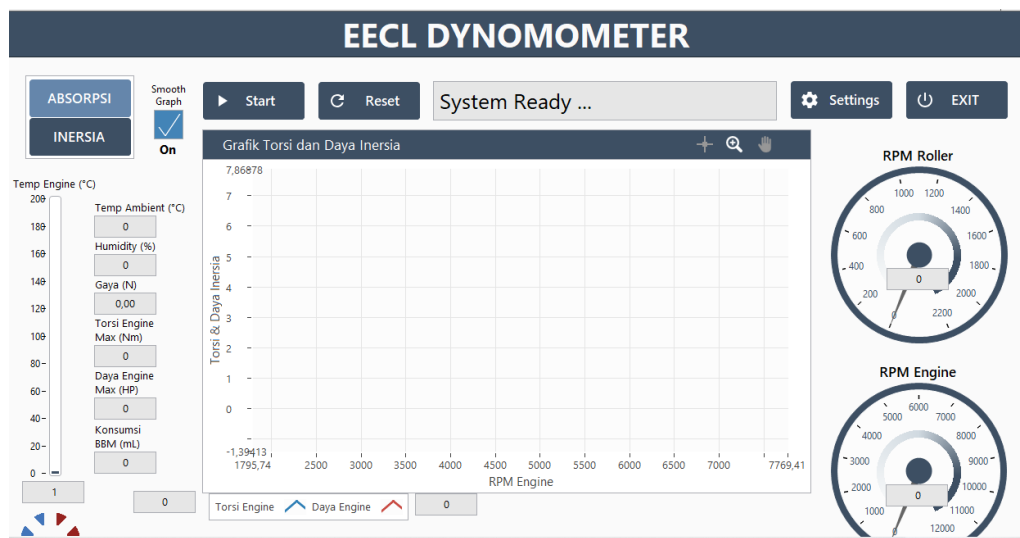 EECL DYNOMOMETER
ABSORPSI
INERSIA
Smooth
Graph
On
Start
Reset
System Ready ...
Settings
EXIT
Grafik Torsi dan Daya Inersia
Temp Engine (°C)
200
180
160
140
120
100
80
60
40
20
0
1
Temp Ambient (°C)
0
Humidity (%)
0
Gaya (N)
0,00
Torsi Engine
Max (Nm)
0
Daya Engine
Max (HP)
0
Konsumsi
BBM (mL)
0
0
Torsi & Daya Inersia
7,86878
7
6
5
4
3
2
1
0
-1,39413
1795,74 2500 3000 3500 4000 4500 5000 5500 6000 6500 7000 7769,41
RPM Engine
Torsi Engine Daya Engine
0
RPM Roller
0
200
400
600
800
1000
1200
1400
1600
1800
2000
2200
0
RPM Engine
1000
2000
3000
4000
5000
6000
7000
8000
9000
10000
11000
12000
0